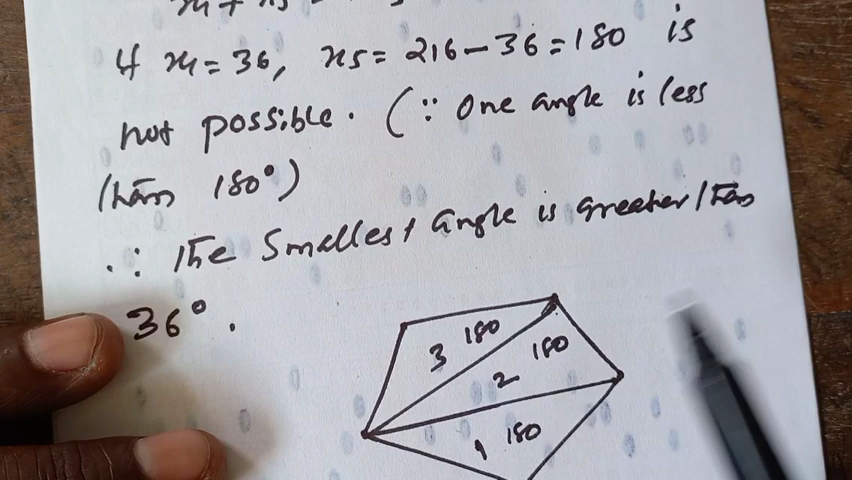 If x1 = 36, x5 = 216 - 36 = 180 is
not possible. (∵ One angle is less
than 180°)
∴ The Smallest angle is greater than
36°.
3 180
2 180
1 180